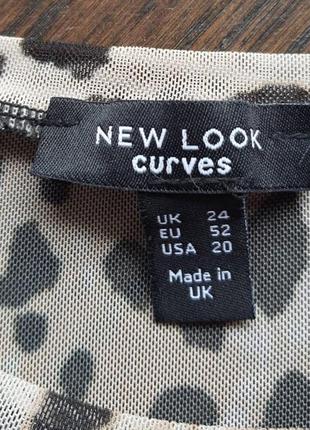 NEW LOOK
curves
UK 24
EU 52
USA 20
Made in
UK